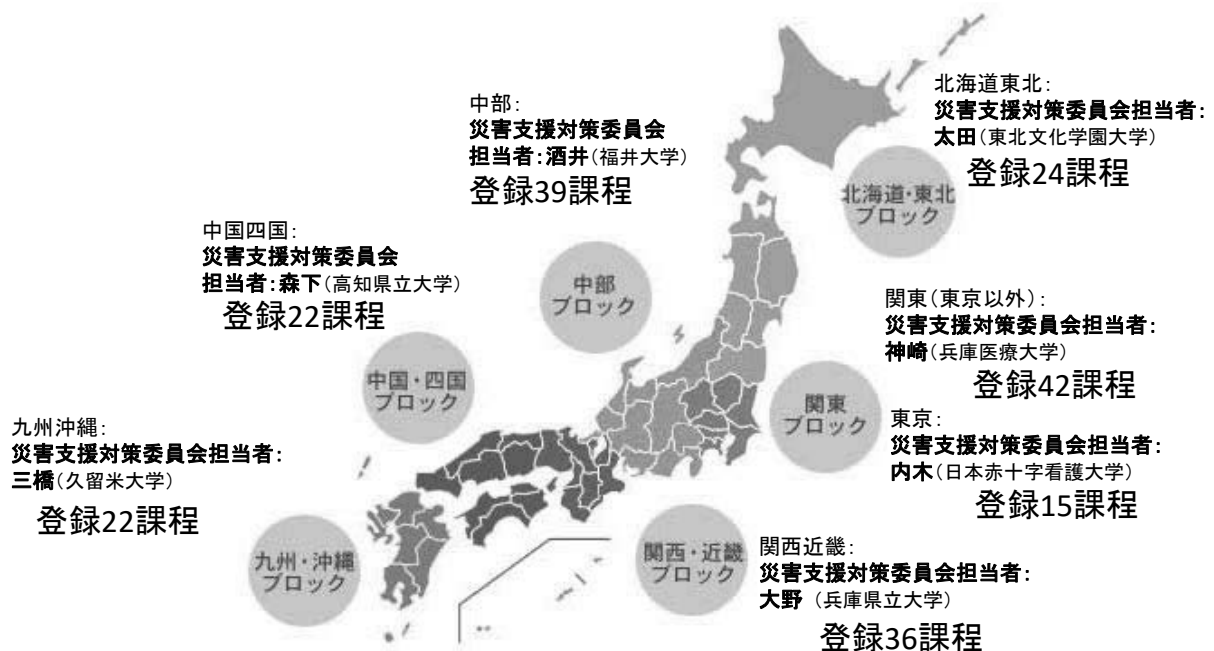 北海道東北：
災害支援対策委員会担当者：
太田（東北文化学園大学）
登録24課程
北海道・東北
ブロック
中部：
災害支援対策委員会
担当者：酒井（福井大学）
登録39課程
中部
ブロック
中国四国：
災害支援対策委員会
担当者：森下（高知県立大学）
登録22課程
中国・四国
ブロック
関東（東京以外）：
災害支援対策委員会担当者：
神崎（兵庫医療大学）
登録42課程
関東
ブロック
東京：
災害支援対策委員会担当者：
内木（日本赤十字看護大学）
登録15課程
九州沖縄：
災害支援対策委員会担当者：
三橋（久留米大学）
登録22課程
九州・沖縄
ブロック
関西・近畿
ブロック
関西近畿：
災害支援対策委員会担当者：
大野 （兵庫県立大学）
登録36課程